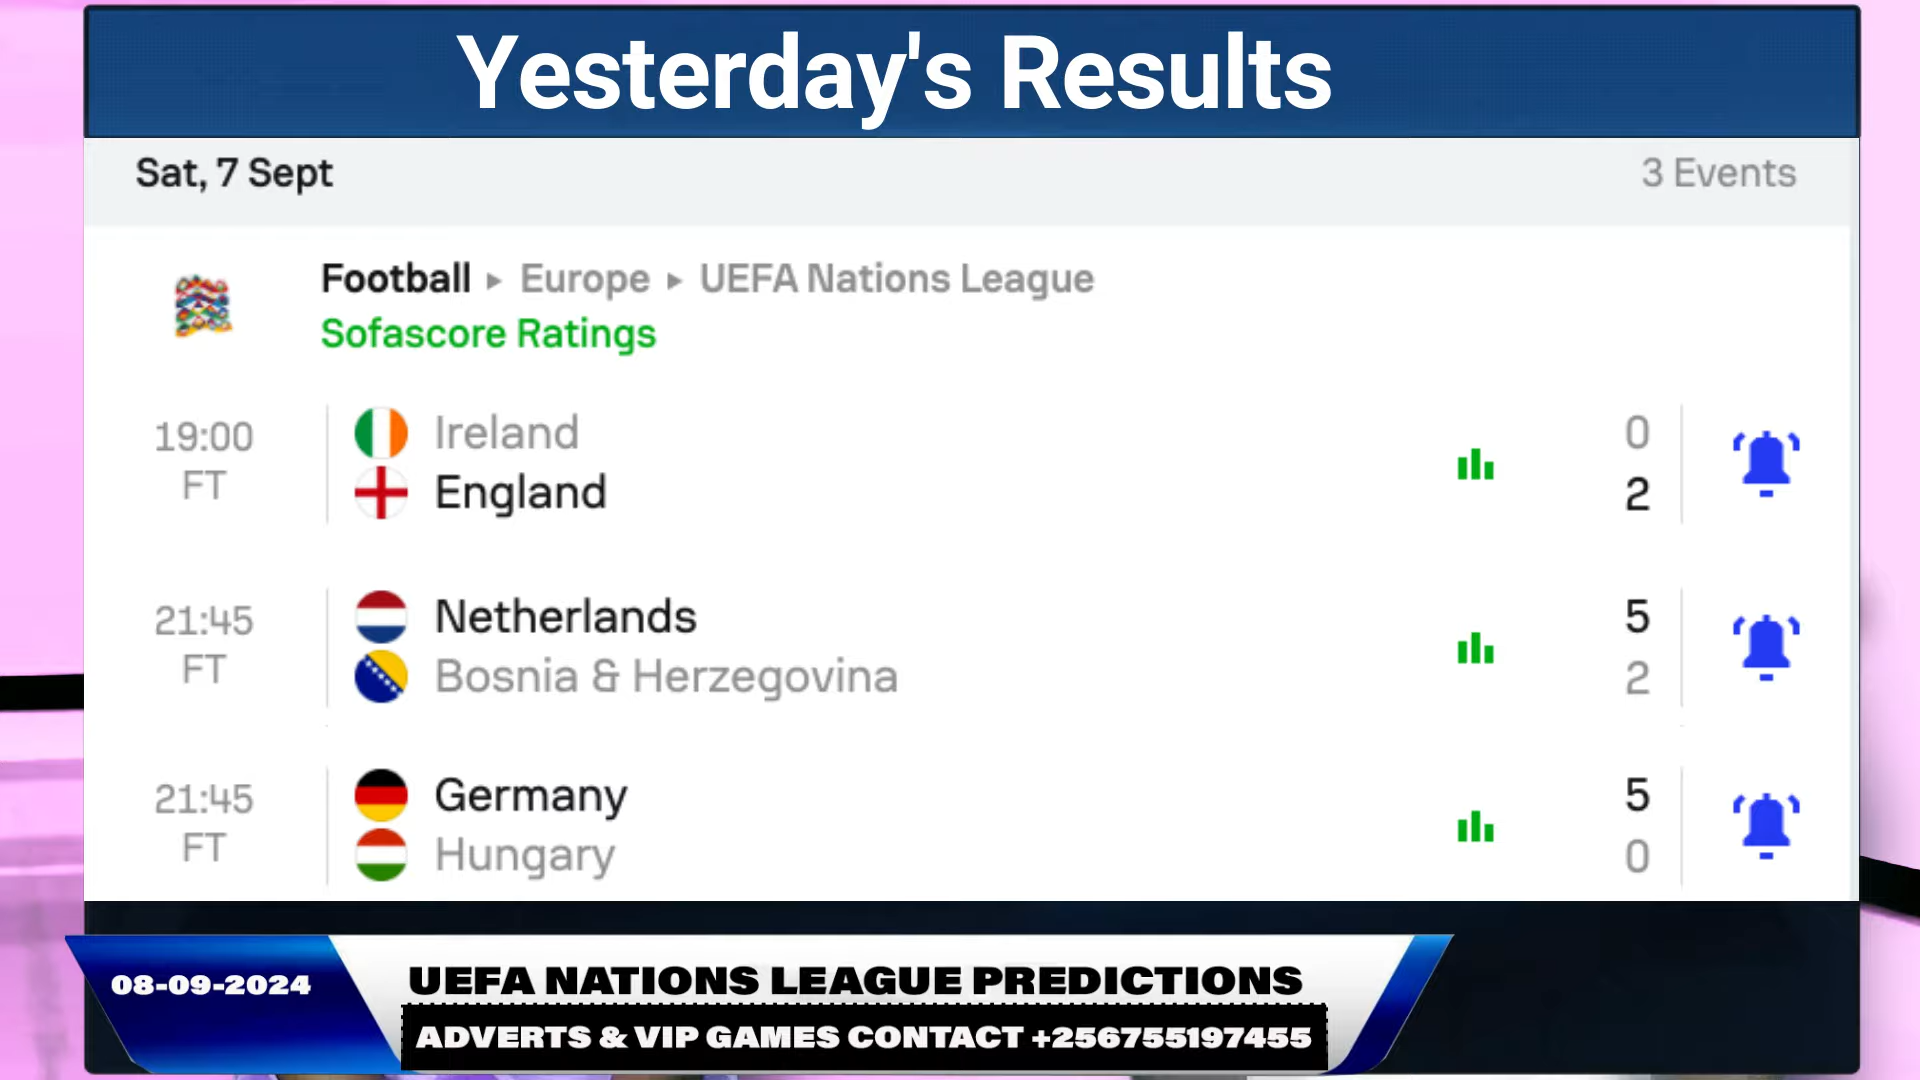 Yesterday's Results
Sat, 7 Sept 3 Events
Football ▸ Europe ▸ UEFA Nations League
Sofascore Ratings
19:00 Ireland 0
FT England 2
21:45 Netherlands 5
FT Bosnia & Herzegovina 2
21:45 Germany 5
FT Hungary 0
08-09-2024 UEFA NATIONS LEAGUE PREDICTIONS
ADVERTS & VIP GAMES CONTACT +256755197455